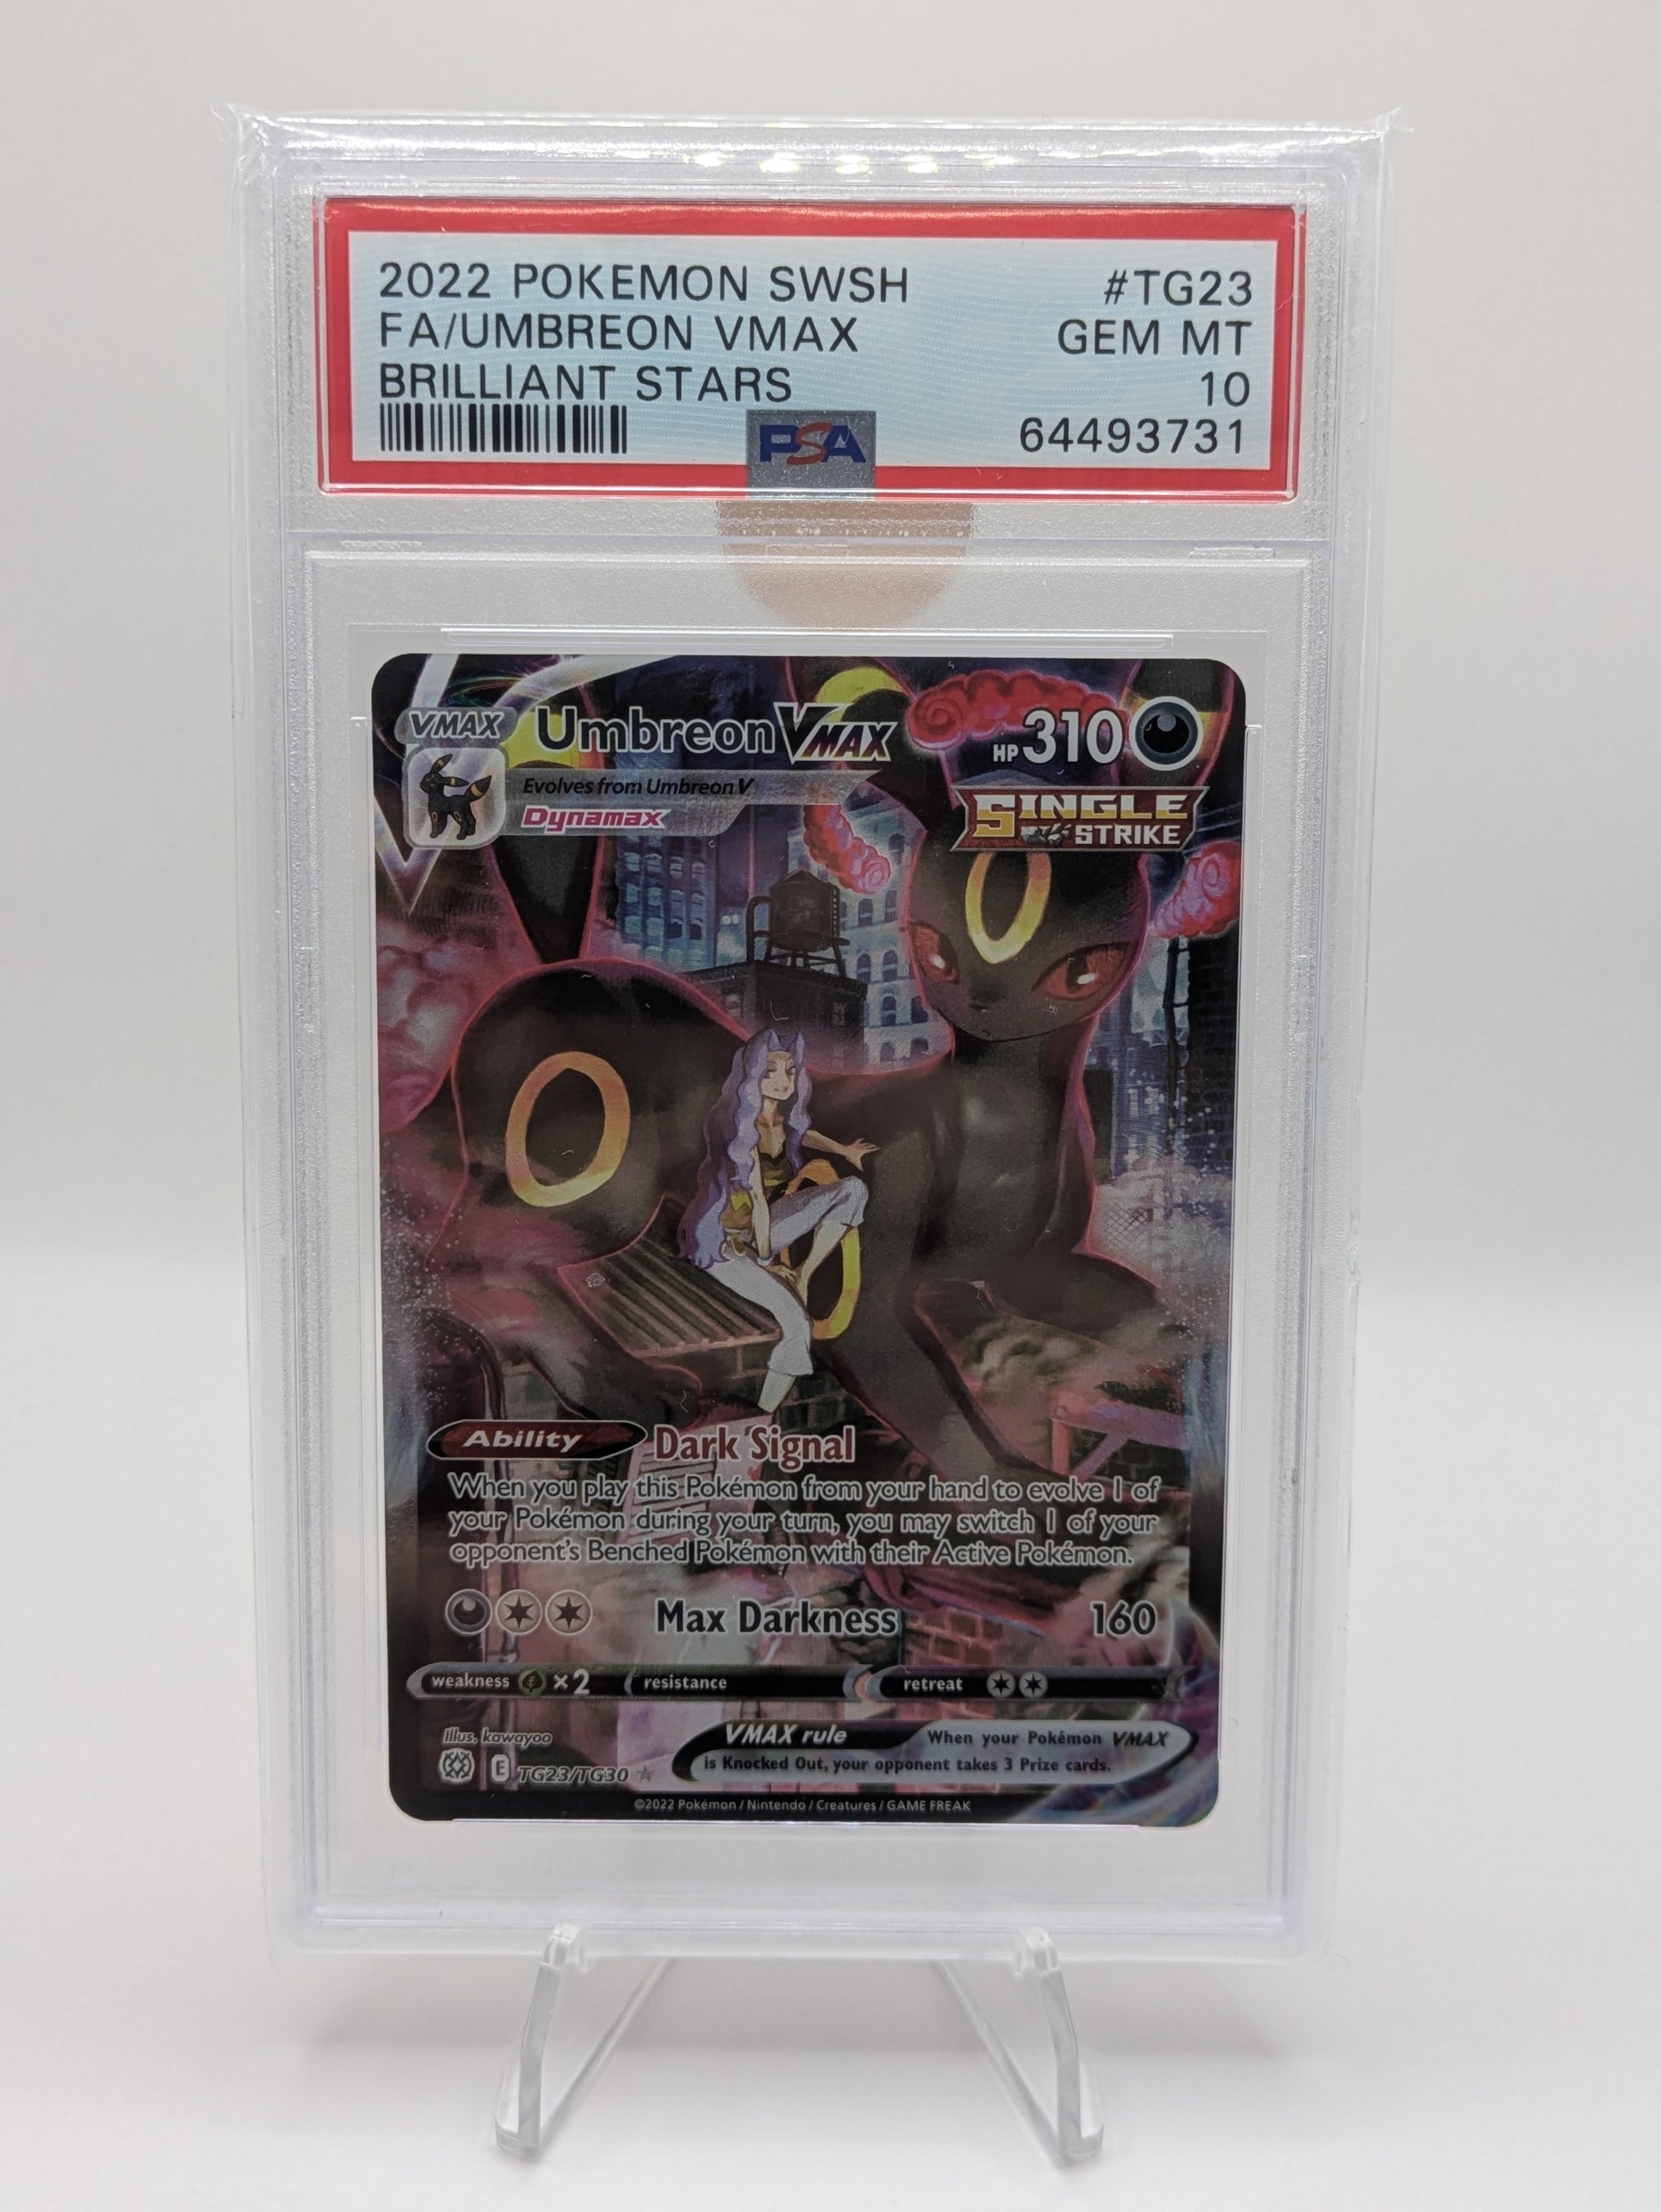 2022 POKEMON SWSH #TG23
FA/UMBREON VMAX GEM MT
BRILLIANT STARS 10
PSA 64493731
VMAX UmbreonVMAX HP310
Evolves from Umbreon V
Dynamax
SINGLE
STRIKE
Ability Dark Signal
When you play this Pokémon from your hand to evolve 1 of
your Pokémon during your turn, you may switch 1 of your
opponent's Benched Pokémon with their Active Pokémon.
Max Darkness 160
weakness ×2 resistance retreat
Illus. kawayoo
VMAX rule When your Pokémon VMAX
is Knocked Out, your opponent takes 3 Prize cards.
E TG23/TG30
©2022 Pokémon / Nintendo / Creatures / GAME FREAK